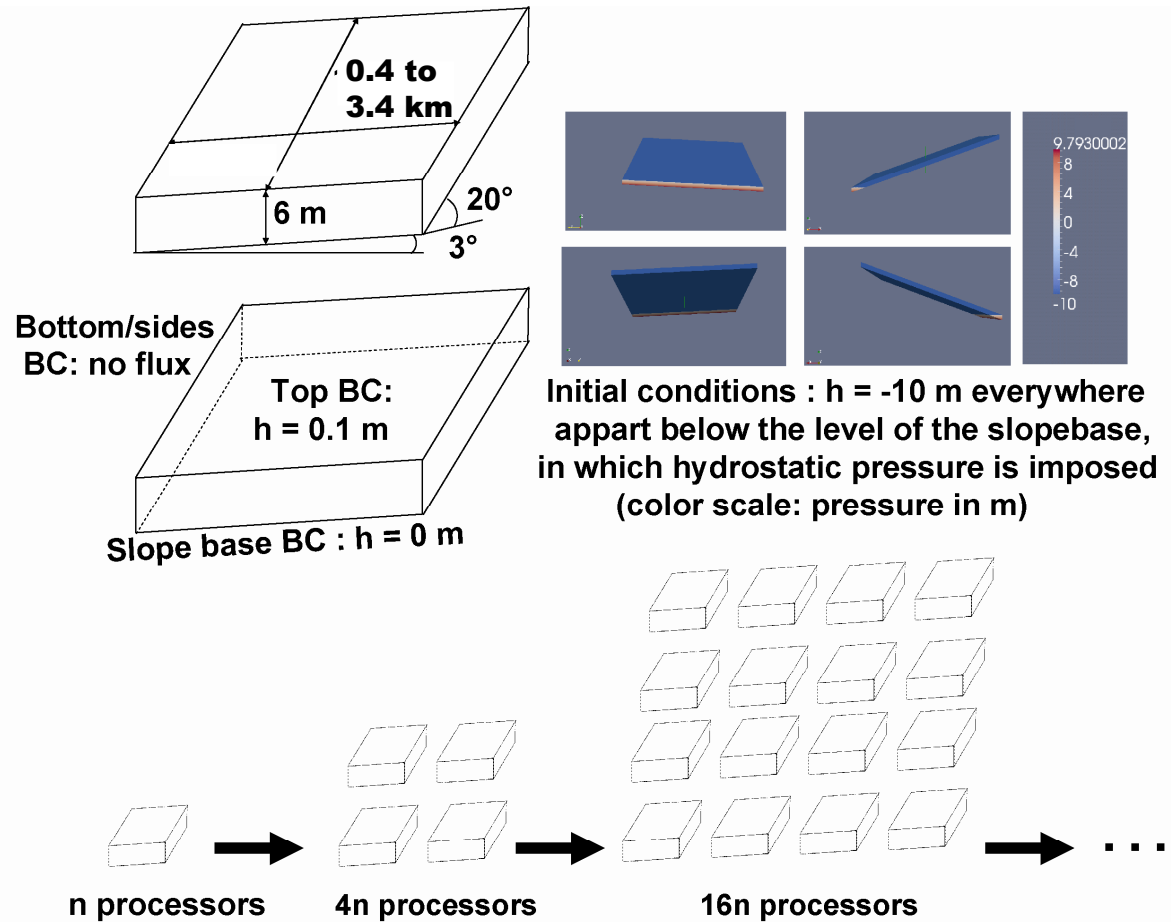 0.4 to
3.4 km
6 m
20°
3°
Bottom/sides
BC: no flux
Top BC:
h = 0.1 m
Slope base BC : h = 0 m
9.7930002
8
4
0
-4
-8
-10
Initial conditions : h = -10 m everywhere
appart below the level of the slopebase,
in which hydrostatic pressure is imposed
(color scale: pressure in m)
n processors
4n processors
16n processors
...